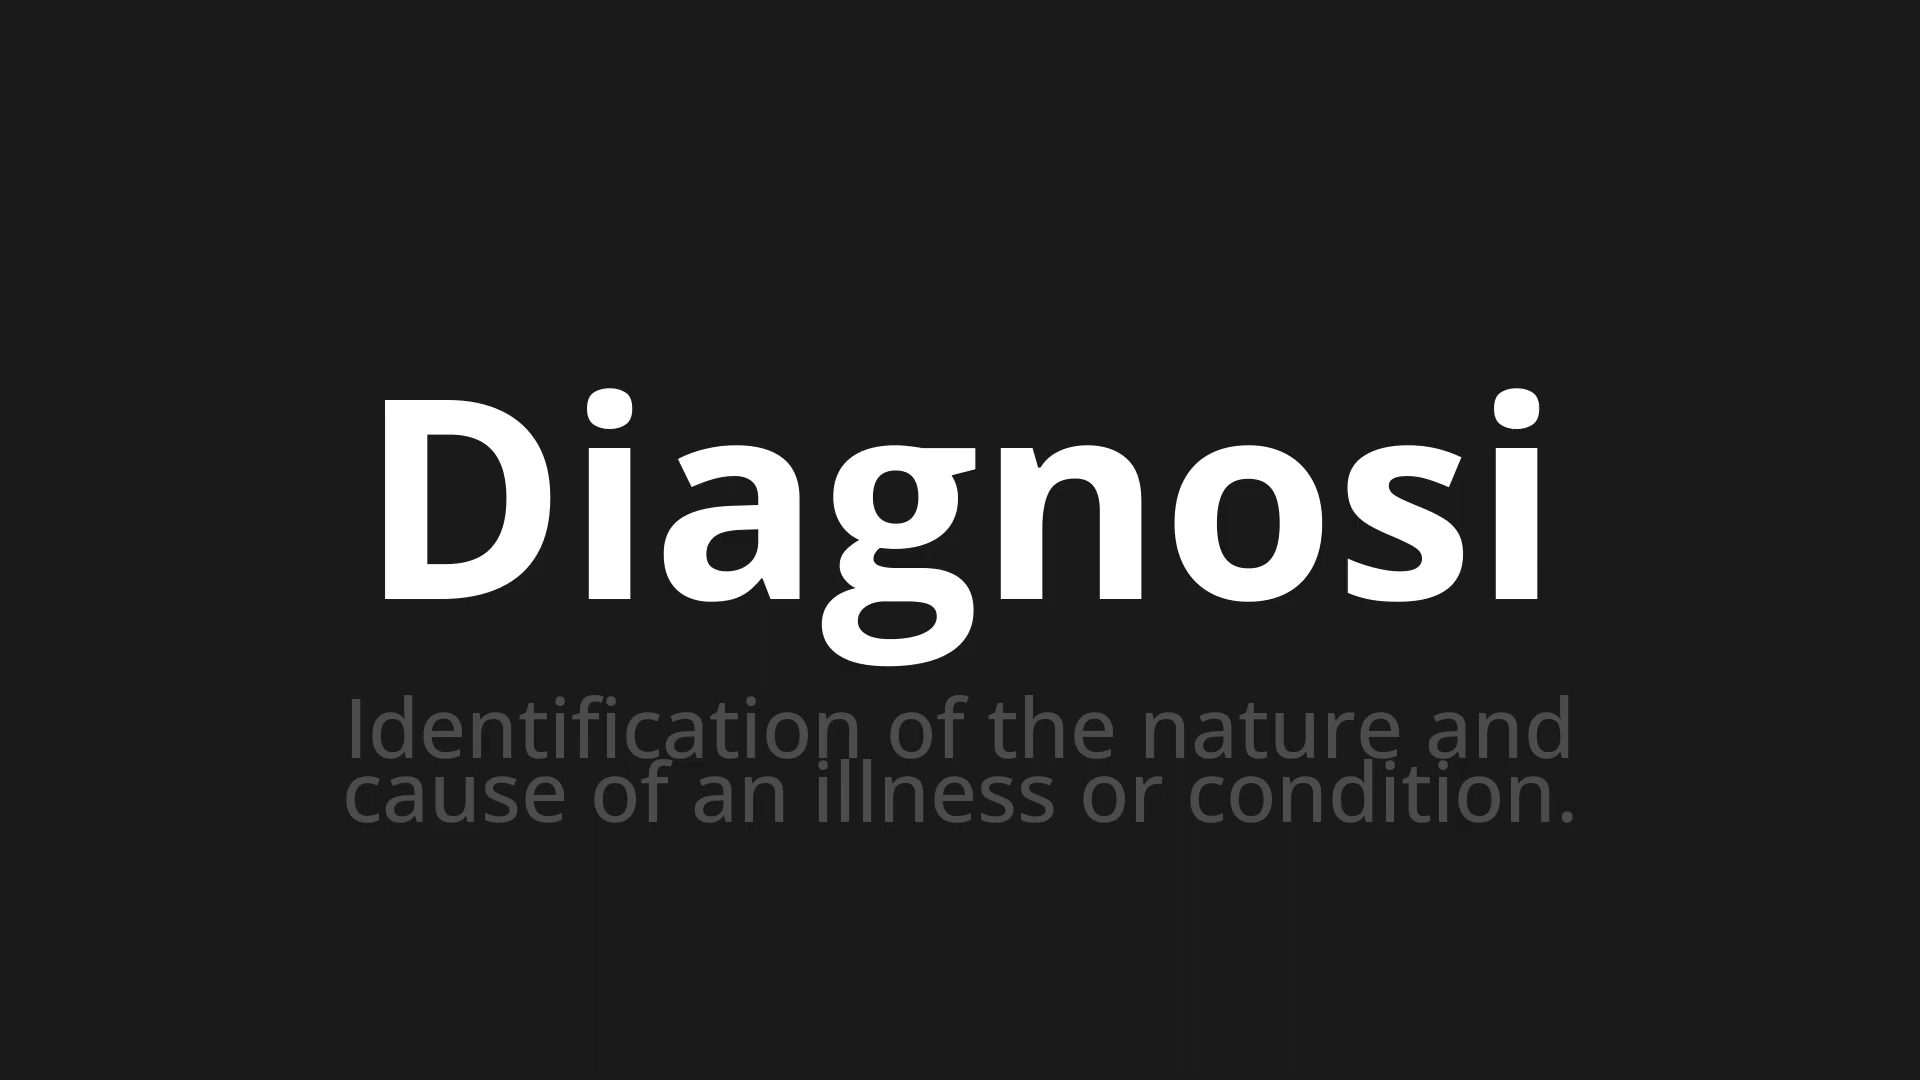 Diagnosi
Identification of the nature and
cause of an illness or condition.